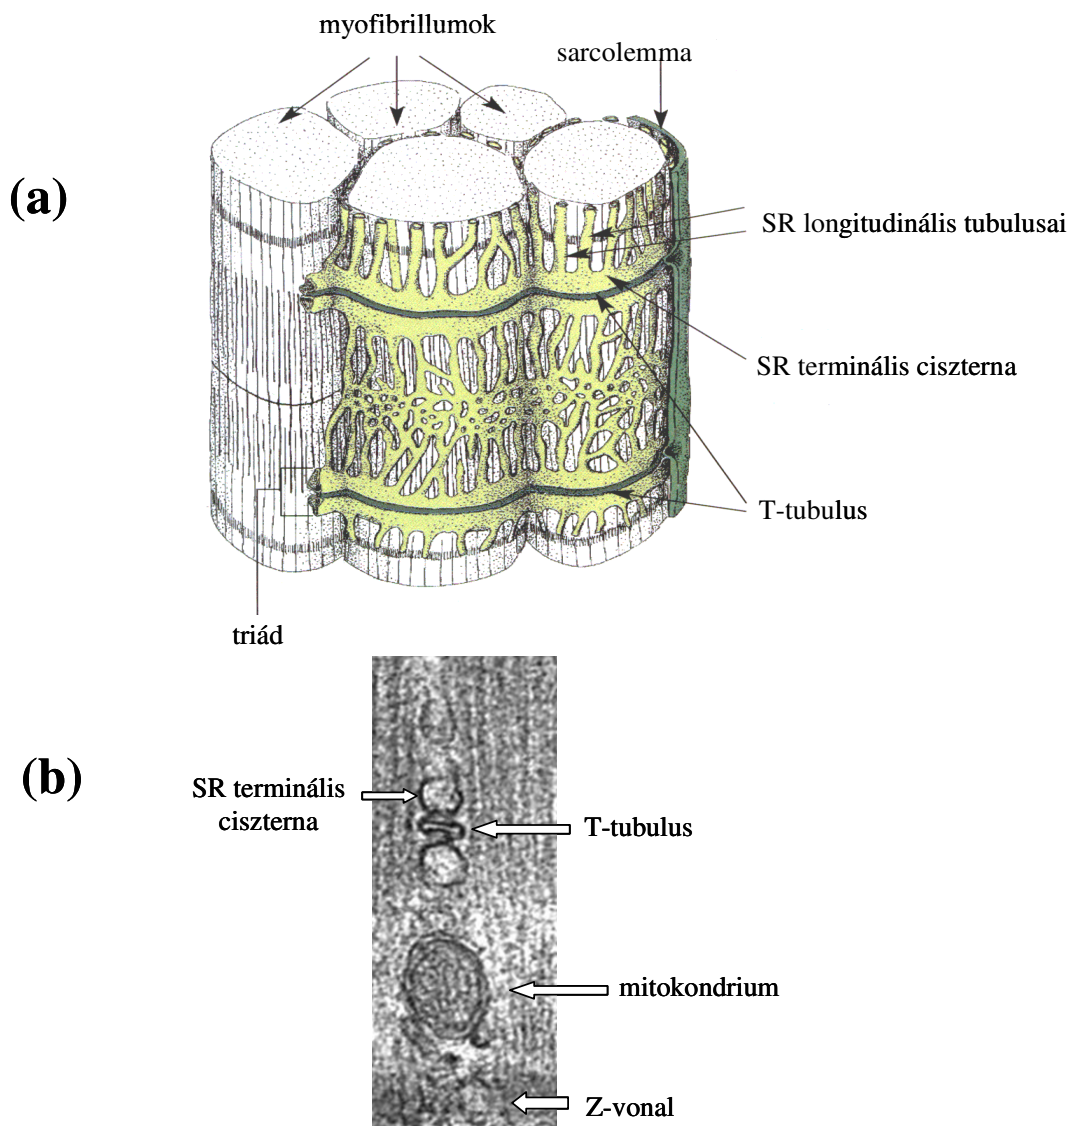 myofibrillumok
sarcolemma
(a)
SR longitudinális tubulusai
SR terminális ciszterna
T-tubulus
triád
(b)
SR terminális
ciszterna
T-tubulus
mitokondrium
Z-vonal